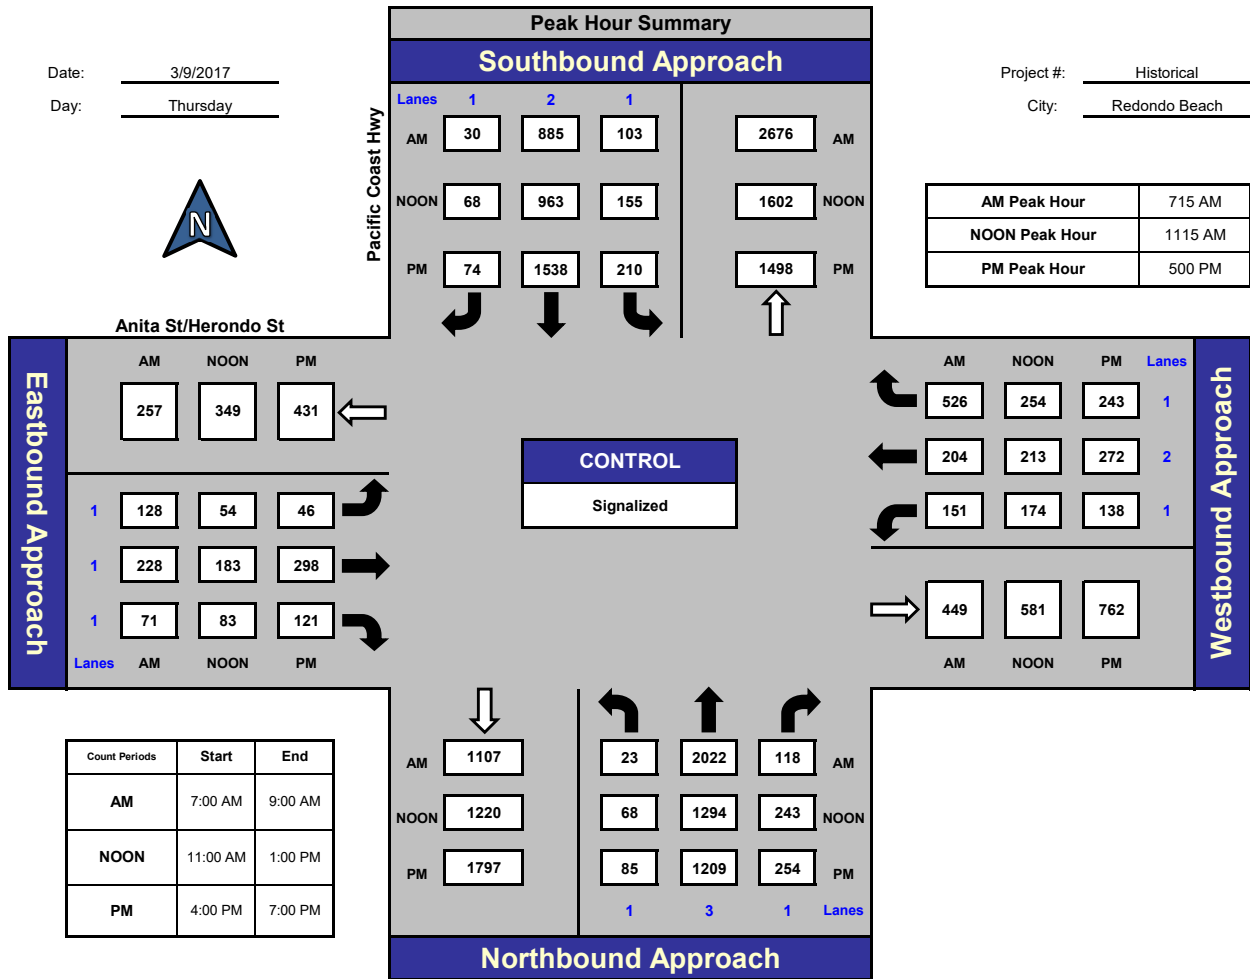 Peak Hour Summary
Southbound Approach
Date: 3/9/2017
Day: Thursday
Project #: Historical
City: Redondo Beach
Pacific Coast Hwy
Lanes 1 2 1
AM 30 885 103 2676 AM
NOON 68 963 155 1602 NOON
PM 74 1538 210 1498 PM
N
AM Peak Hour 715 AM
NOON Peak Hour 1115 AM
PM Peak Hour 500 PM
Anita St/Herondo St
Eastbound Approach
AM NOON PM
257 349 431
1 128 54 46
1 228 183 298
1 71 83 121
Lanes AM NOON PM
CONTROL
Signalized
AM NOON PM Lanes
526 254 243 1
204 213 272 2
151 174 138 1
449 581 762
AM NOON PM
Westbound Approach
Count Periods Start End
AM 7:00 AM 9:00 AM
NOON 11:00 AM 1:00 PM
PM 4:00 PM 7:00 PM
AM 1107 23 2022 118 AM
NOON 1220 68 1294 243 NOON
PM 1797 85 1209 254 PM
1 3 1 Lanes
Northbound Approach